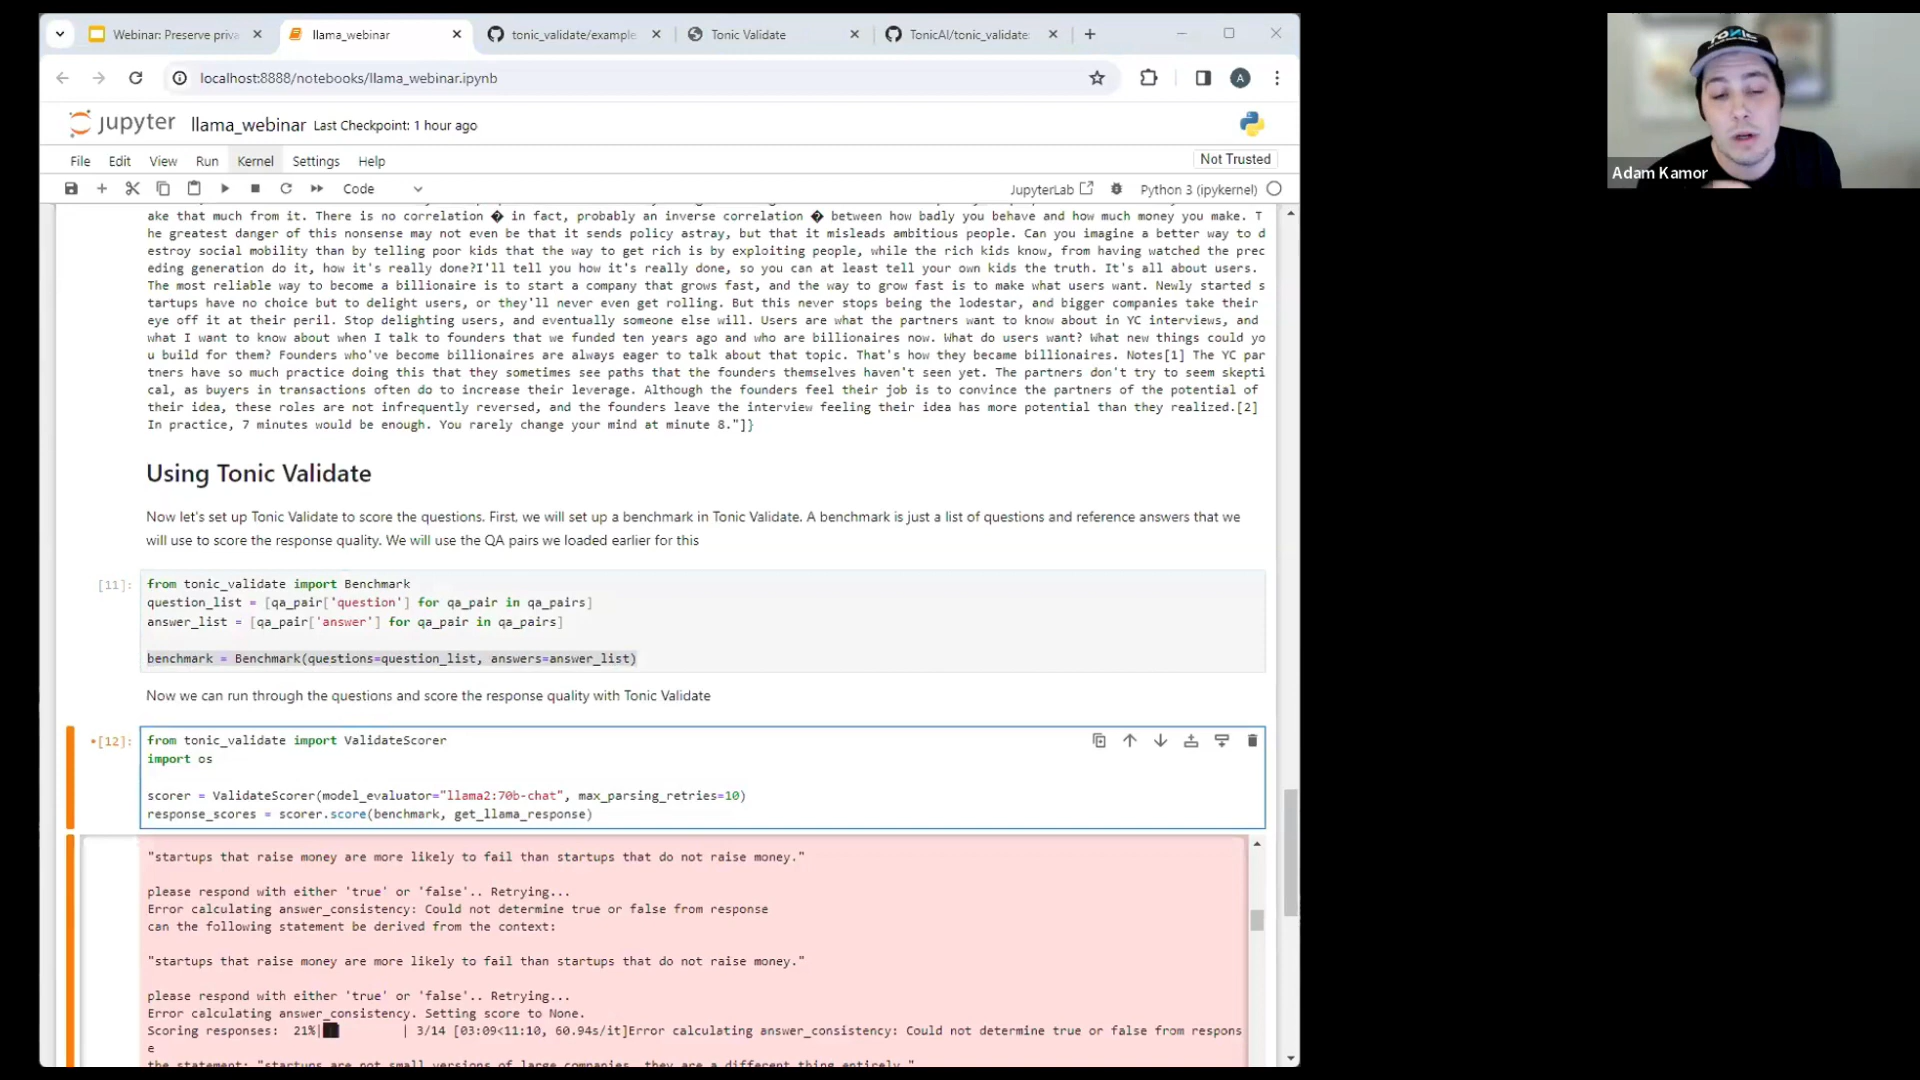 Webinar: Preserve priva
llama_webinar
tonic_validate/example
Tonic Validate
TonicAI/tonic_validate:
localhost:8888/notebooks/llama_webinar.ipynb
A
jupyter llama_webinar Last Checkpoint: 1 hour ago
File Edit View Run Kernel Settings Help
Not Trusted
Code
JupyterLab
Python 3 (ipykernel)
Adam Kamor
ake that much from it. There is no correlation � in fact, probably an inverse correlation � between how badly you behave and how much money you make. T
he greatest danger of this nonsense may not even be that it sends policy astray, but that it misleads ambitious people. Can you imagine a better way to d
estroy social mobility than by telling poor kids that the way to get rich is by exploiting people, while the rich kids know, from having watched the prec
eding generation do it, how it's really done?I'll tell you how it's really done, so you can at least tell your own kids the truth. It's all about users.
The most reliable way to become a billionaire is to start a company that grows fast, and the way to grow fast is to make what users want. Newly started s
tartups have no choice but to delight users, or they'll never even get rolling. But this never stops being the lodestar, and bigger companies take their
eye off it at their peril. Stop delighting users, and eventually someone else will. Users are what the partners want to know about in YC interviews, and
what I want to know about when I talk to founders that we funded ten years ago and who are billionaires now. What do users want? What new things could yo
u build for them? Founders who've become billionaires are always eager to talk about that topic. That's how they became billionaires. Notes[1] The YC par
tners have so much practice doing this that they sometimes see paths that the founders themselves haven't seen yet. The partners don't try to seem skepti
cal, as buyers in transactions often do to increase their leverage. Although the founders feel their job is to convince the partners of the potential of
their idea, these roles are not infrequently reversed, and the founders leave the interview feeling their idea has more potential than they realized.[2]
In practice, 7 minutes would be enough. You rarely change your mind at minute 8."]}
Using Tonic Validate
Now let's set up Tonic Validate to score the questions. First, we will set up a benchmark in Tonic Validate. A benchmark is just a list of questions and reference answers that we
will use to score the response quality. We will use the QA pairs we loaded earlier for this
[11]: from tonic_validate import Benchmark
question_list = [qa_pair['question'] for qa_pair in qa_pairs]
answer_list = [qa_pair['answer'] for qa_pair in qa_pairs]
benchmark = Benchmark(questions=question_list, answers=answer_list)
Now we can run through the questions and score the response quality with Tonic Validate
•[12]: from tonic_validate import ValidateScorer
import os
scorer = ValidateScorer(model_evaluator="llama2:70b-chat", max_parsing_retries=10)
response_scores = scorer.score(benchmark, get_llama_response)
"startups that raise money are more likely to fail than startups that do not raise money."
please respond with either 'true' or 'false'.. Retrying...
Error calculating answer_consistency: Could not determine true or false from response
can the following statement be derived from the context:
"startups that raise money are more likely to fail than startups that do not raise money."
please respond with either 'true' or 'false'.. Retrying...
Error calculating answer_consistency. Setting score to None.
Scoring responses: 21%|██ | 3/14 [03:09<11:10, 60.94s/it]Error calculating answer_consistency: Could not determine true or false from respons
e
the statement: "startups are not small versions of large companies, they are a different thing entirely."